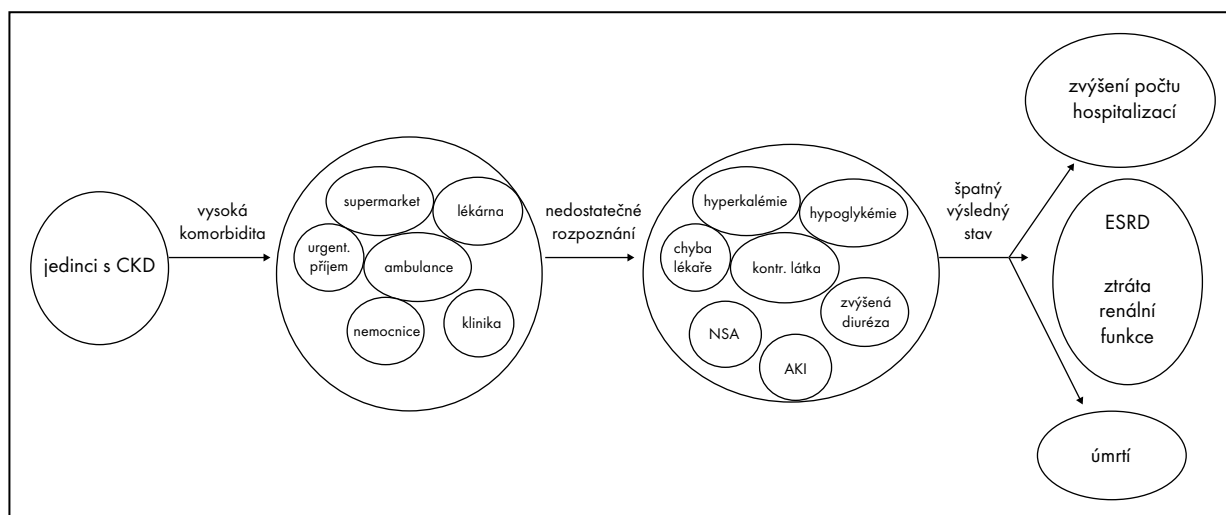 jedinci s CKD
vysoká
komorbidita
supermarket
lékárna
urgent.
příjem
ambulance
nemocnice
klinika
nedostatečné
rozpoznání
hyperkalémie
hypoglykémie
chyba
lékaře
kontr. látka
zvýšená
diuréza
NSA
AKI
špatný
výsledný
stav
zvýšení počtu
hospitalizací
ESRD
ztráta
renální
funkce
úmrtí